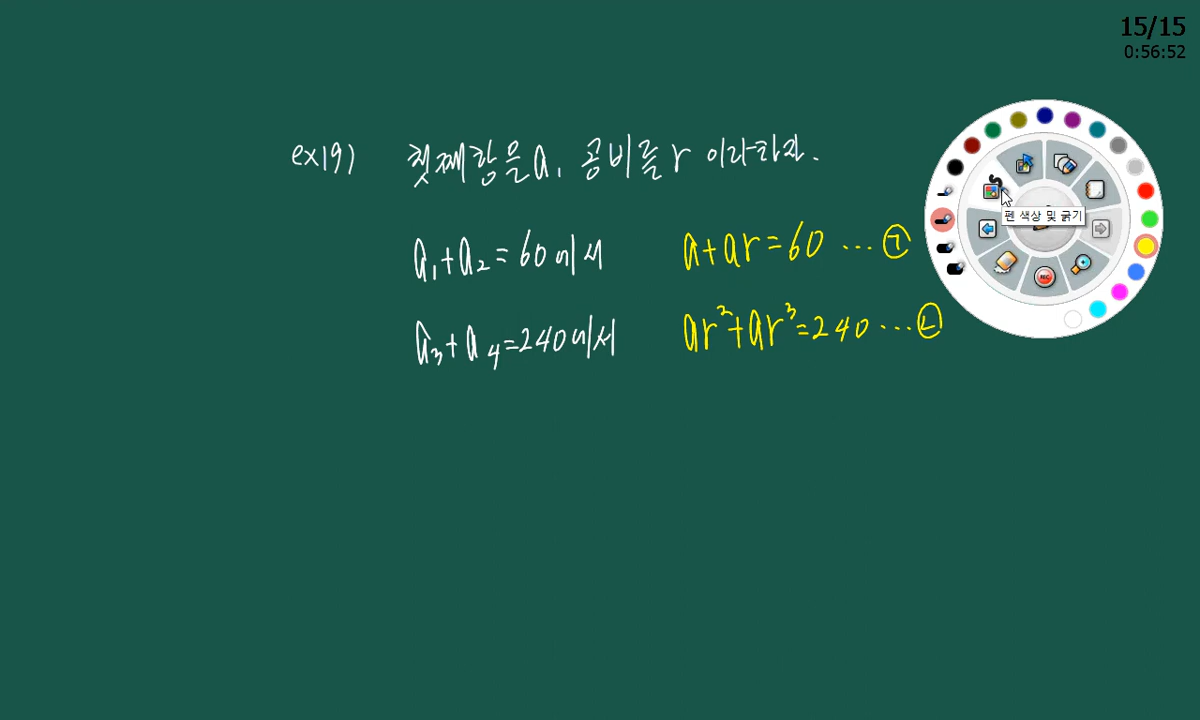 15/15
0:56:52
ex19) 첫째항을 a, 공비를 r 이라하자.
펜 색상 및 굵기
a₁+a₂=60에서 a+ar=60 … ㉠
a₃+a₄=240에서 ar²+ar³=240 … ㉡
REC